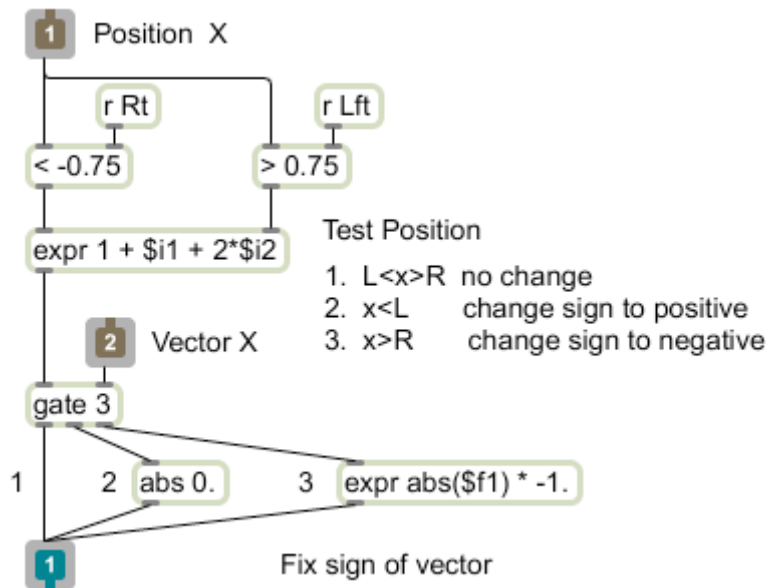 1 Position X
r Rt
r Lft
< -0.75
> 0.75
expr 1 + $i1 + 2*$i2
Test Position
1. L<x>R no change
2. x<L change sign to positive
3. x>R change sign to negative
2 Vector X
gate 3
1
2
abs 0.
3
expr abs($f1) * -1.
1
Fix sign of vector